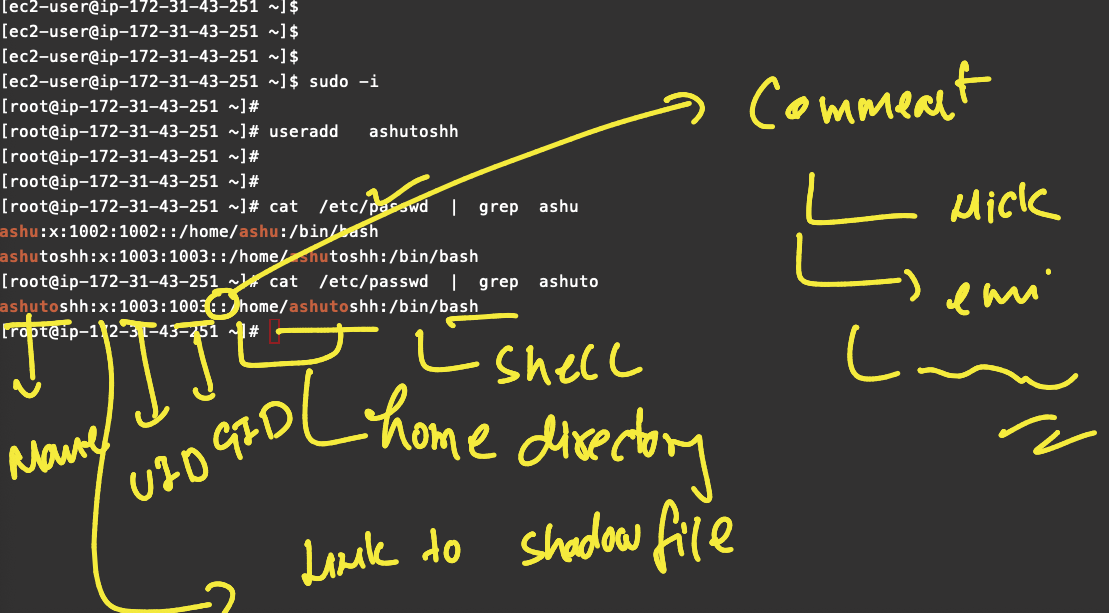 [ec2-user@ip-172-31-43-251 ~]$
[ec2-user@ip-172-31-43-251 ~]$
[ec2-user@ip-172-31-43-251 ~]$
[ec2-user@ip-172-31-43-251 ~]$ sudo -i
[root@ip-172-31-43-251 ~]#
[root@ip-172-31-43-251 ~]# useradd   ashutoshh
[root@ip-172-31-43-251 ~]#
[root@ip-172-31-43-251 ~]#
[root@ip-172-31-43-251 ~]# cat  /etc/passwd  |  grep  ashu
ashu:x:1002:1002::/home/ashu:/bin/bash
ashutoshh:x:1003:1003::/home/ashutoshh:/bin/bash
[root@ip-172-31-43-251 ~]# cat  /etc/passwd  |  grep  ashuto
ashutoshh:x:1003:1003::/home/ashutoshh:/bin/bash
[root@ip-172-31-43-251 ~]#
Comment
Nick
Name
UID
GID
home directory
shell
Link to shadow file